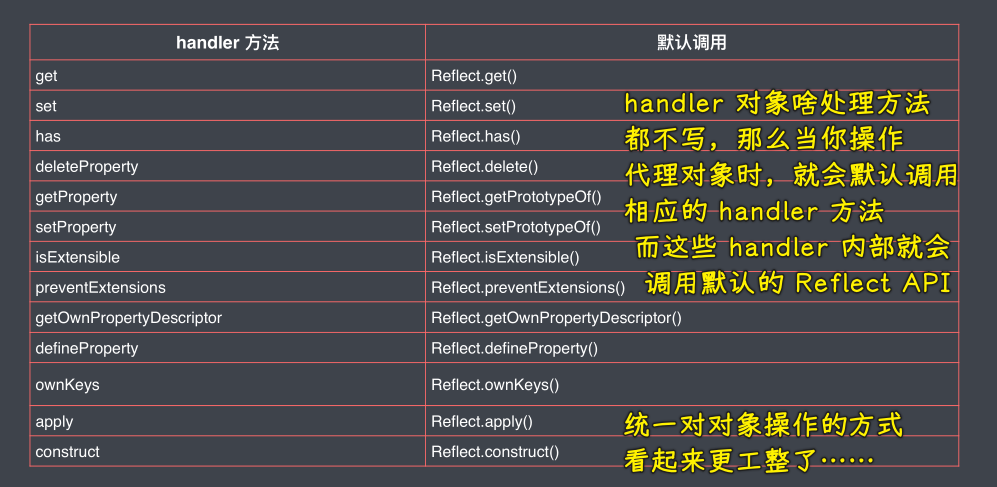 handler 方法 默认调用
get Reflect.get()
set Reflect.set()
has Reflect.has()
deleteProperty Reflect.delete()
getProperty Reflect.getPrototypeOf()
setProperty Reflect.setPrototypeOf()
isExtensible Reflect.isExtensible()
preventExtensions Reflect.preventExtensions()
getOwnPropertyDescriptor Reflect.getOwnPropertyDescriptor()
defineProperty Reflect.defineProperty()
ownKeys Reflect.ownKeys()
apply Reflect.apply()
construct Reflect.construct()
handler 对象啥处理方法
都不写，那么当你操作
代理对象时，就会默认调用
相应的 handler 方法
而这些 handler 内部就会
调用默认的 Reflect API
统一对对象操作的方式
看起来更工整了……